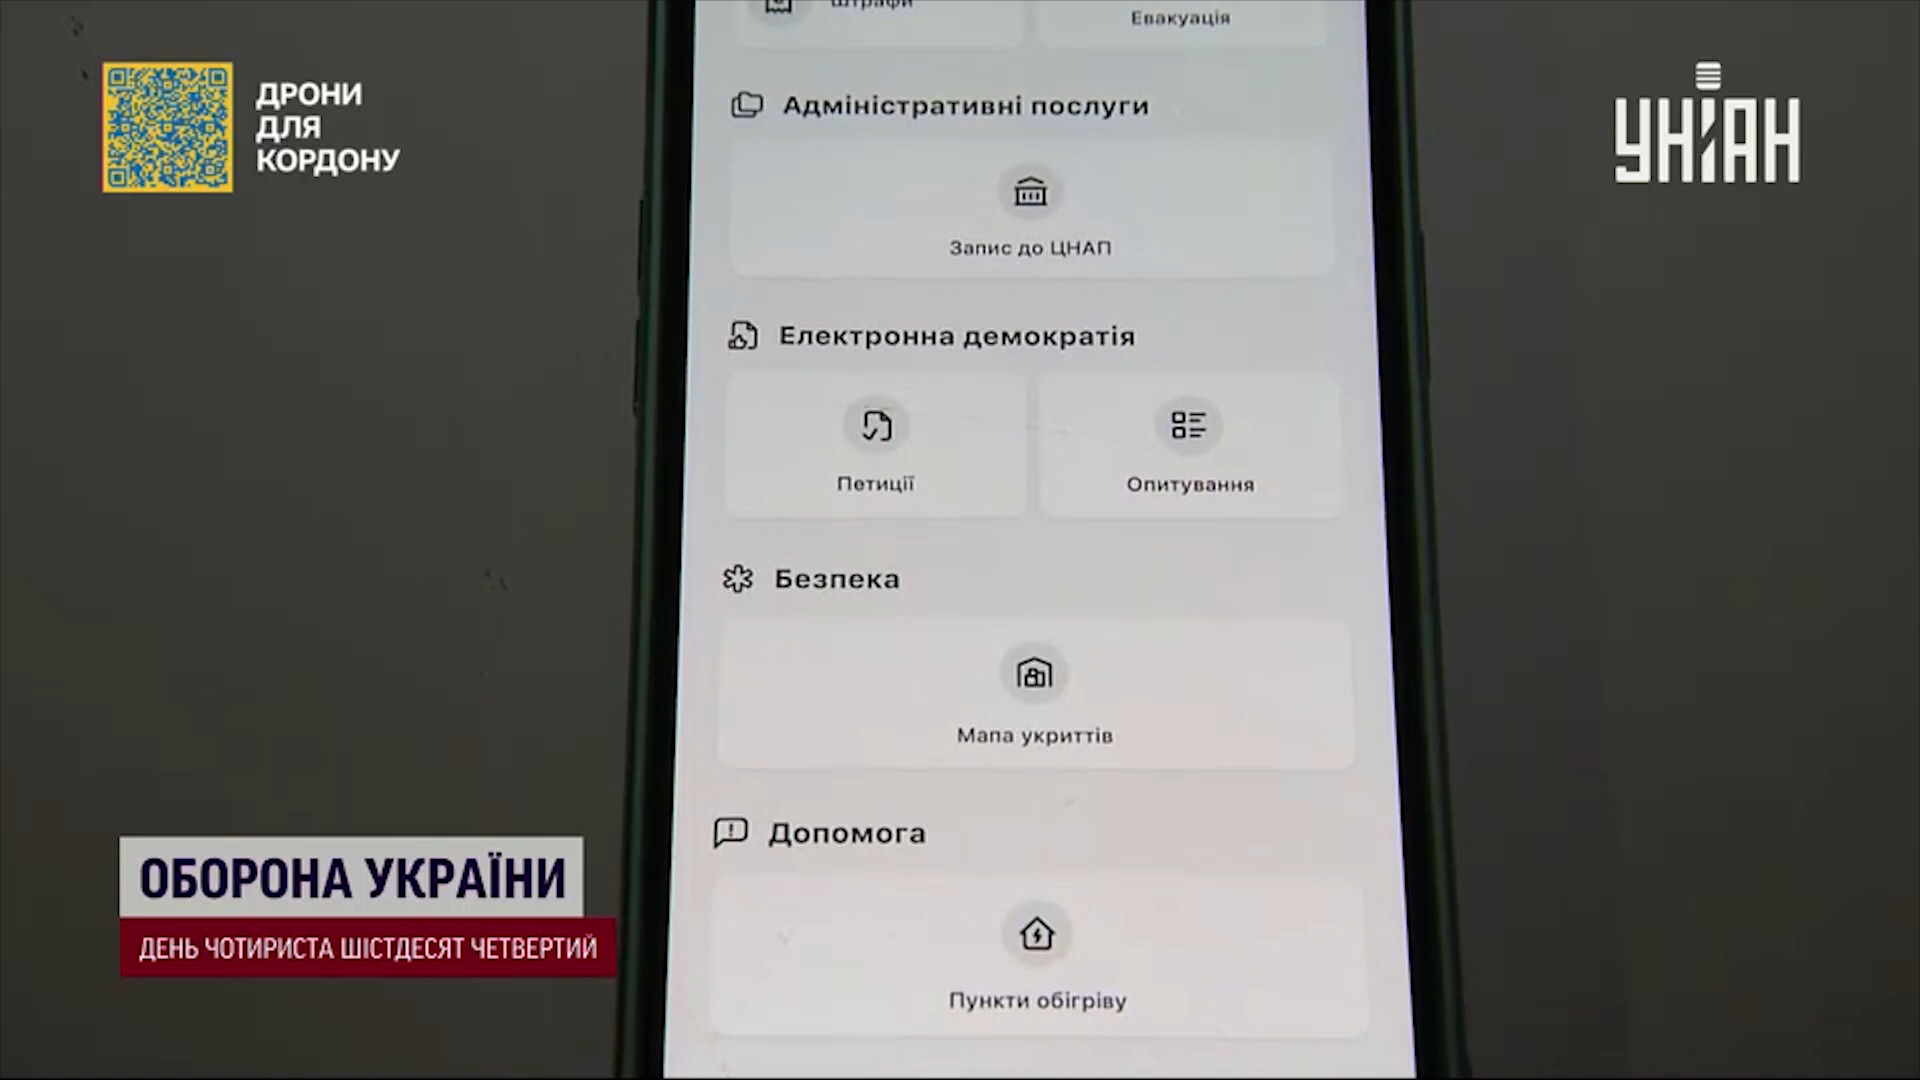 Штрафи
Евакуація
ДРОНИ
ДЛЯ
КОРДОНУ
УНІАН
Адміністративні послуги
Запис до ЦНАП
Електронна демократія
Петиції
Опитування
Безпека
Мапа укриттів
Допомога
Пункти обігріву
ОБОРОНА УКРАЇНИ
ДЕНЬ ЧОТИРИСТА ШІСТДЕСЯТ ЧЕТВЕРТИЙ